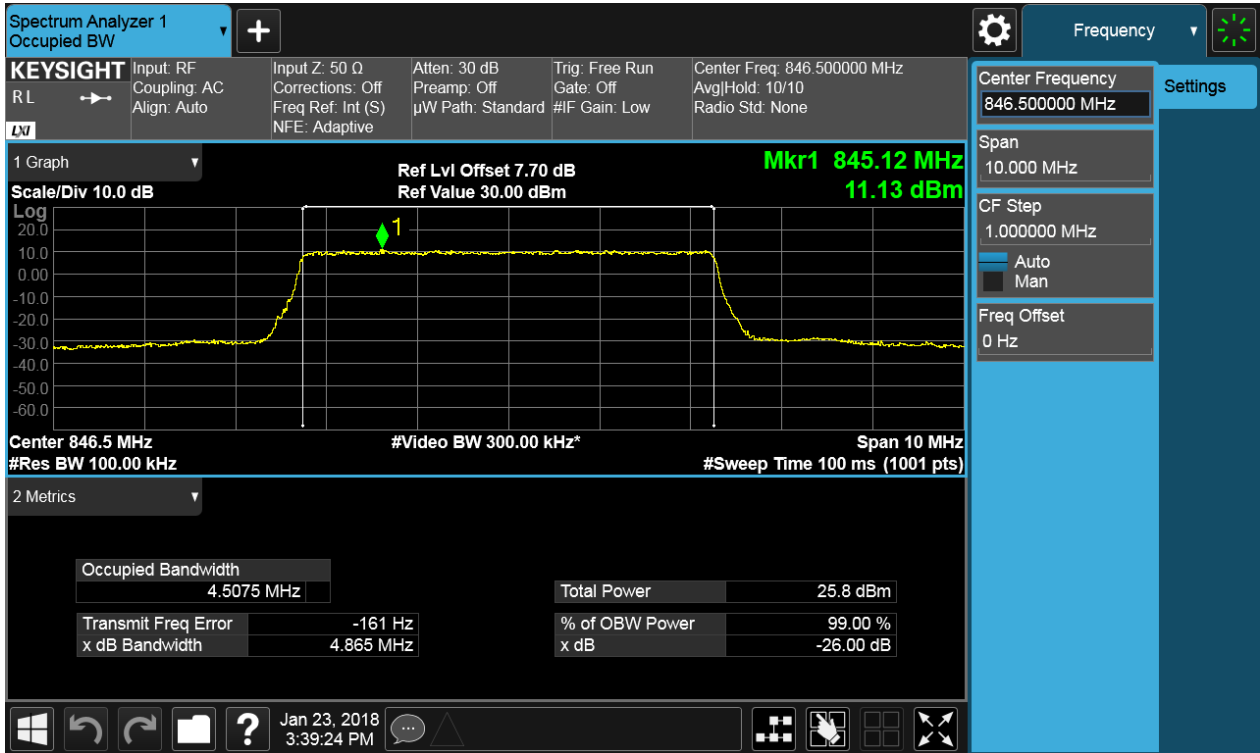 Spectrum Analyzer 1
Occupied BW
+
Frequency
KEYSIGHT
RL
LXI
Input: RF
Coupling: AC
Align: Auto
Input Z: 50 Ω
Corrections: Off
Freq Ref: Int (S)
NFE: Adaptive
Atten: 30 dB
Preamp: Off
µW Path: Standard
Trig: Free Run
Gate: Off
#IF Gain: Low
Center Freq: 846.500000 MHz
Avg|Hold: 10/10
Radio Std: None
1 Graph
Scale/Div 10.0 dB
Ref Lvl Offset 7.70 dB
Ref Value 30.00 dBm
Mkr1 845.12 MHz
11.13 dBm
Log
1
20.0
10.0
0.00
-10.0
-20.0
-30.0
-40.0
-50.0
-60.0
Center 846.5 MHz
#Video BW 300.00 kHz*
Span 10 MHz
#Res BW 100.00 kHz
#Sweep Time 100 ms (1001 pts)
2 Metrics
Occupied Bandwidth
4.5075 MHz
Total Power 25.8 dBm
Transmit Freq Error -161 Hz
% of OBW Power 99.00 %
x dB Bandwidth 4.865 MHz
x dB -26.00 dB
Center Frequency
846.500000 MHz
Settings
Span
10.000 MHz
CF Step
1.000000 MHz
Auto
Man
Freq Offset
0 Hz
?
Jan 23, 2018
3:39:24 PM